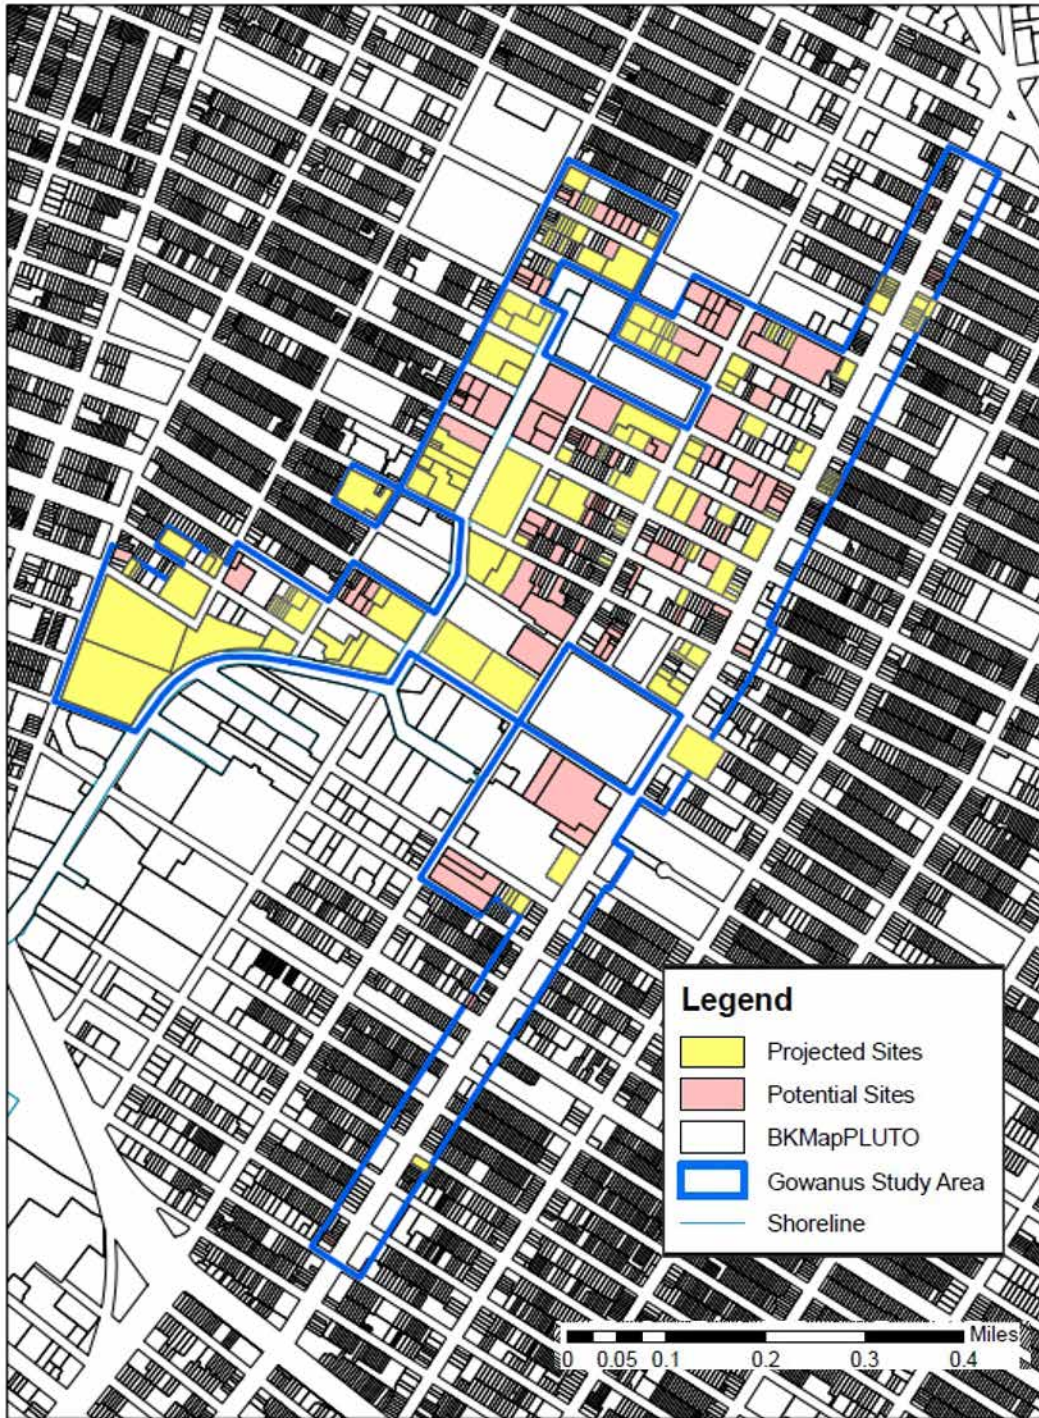 Legend
Projected Sites
Potential Sites
BKMapPLUTO
Gowanus Study Area
Shoreline
Miles
0 0.05 0.1 0.2 0.3 0.4